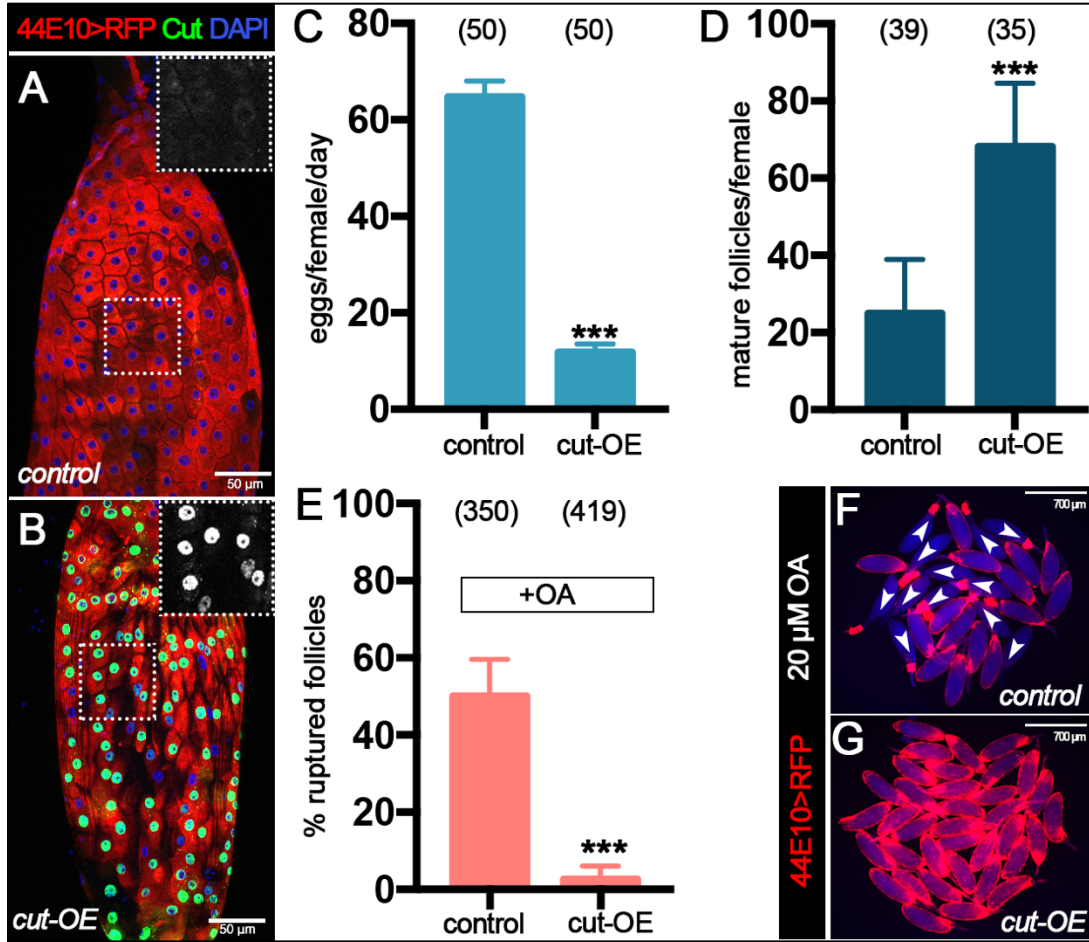 44E10>RFP Cut DAPI
A
control
50 µm
B
cut-OE
50 µm
C
(50) (50)
eggs/female/day
80
60
40
20
0
***
control cut-OE
D
(39) (35)
mature follicles/female
100
80
60
40
20
0
***
control cut-OE
E
(350) (419)
% ruptured follicles
100
80
60
40
20
0
+OA
***
control cut-OE
44E10>RFP 20 µM OA
F
700 µm
control
G
700 µm
cut-OE